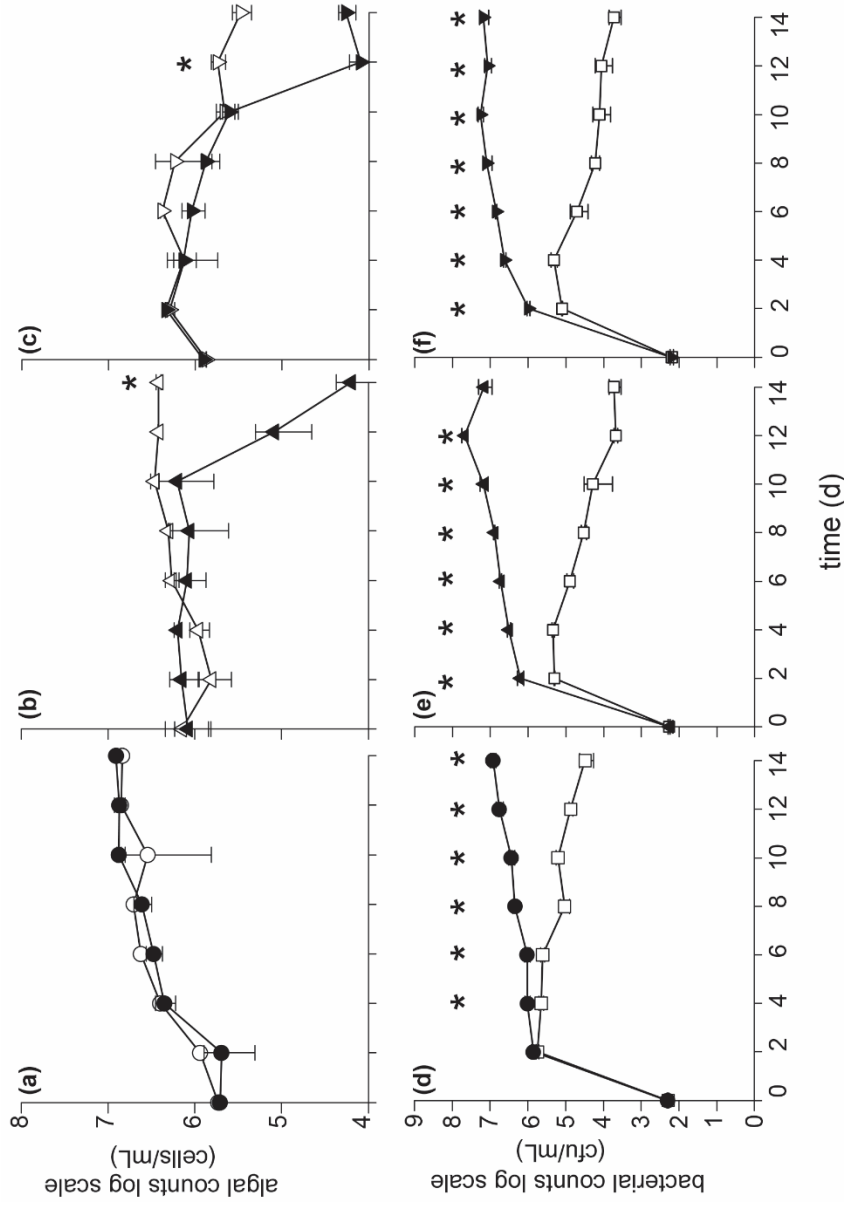 algal counts log scale
(cells/mL)
8
7
6
5
4
(a)
(b)
*
(c)
*
bacterial counts log scale
(cfu/mL)
9
8
7
6
5
4
3
2
1
0
(d)
* * * * * *
0 2 4 6 8 10 12 14
(e)
* * * * * *
0 2 4 6 8 10 12 14
(f)
* * * * * * *
0 2 4 6 8 10 12 14
time (d)